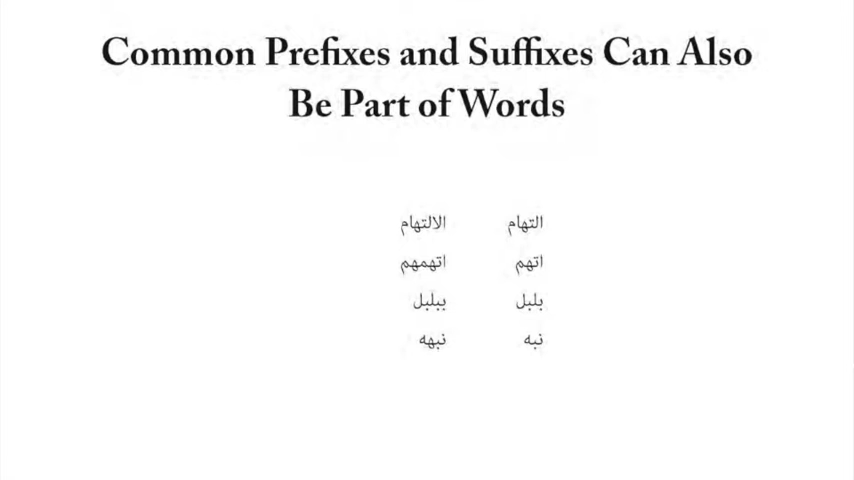 Common Prefixes and Suffixes Can Also
Be Part of Words
التهام الالتهام
اتهم اتهمهم
بلبل ببلبل
نبه نبهه